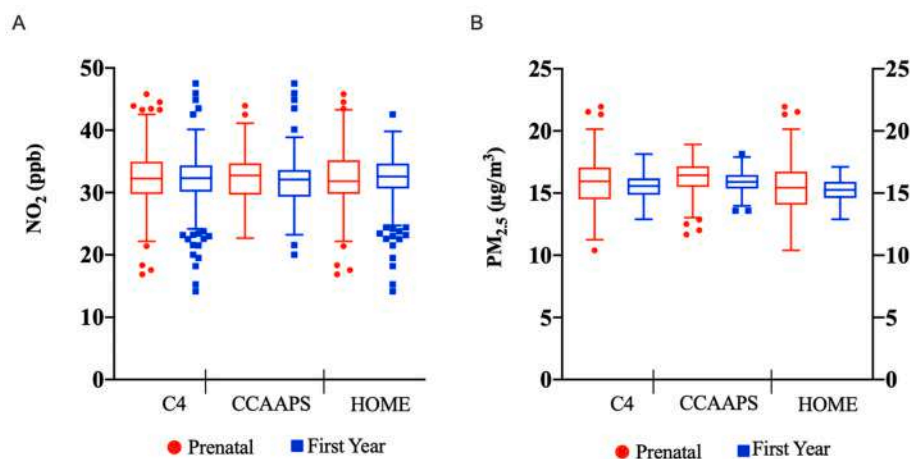 A
NO2 (ppb)
50
40
30
20
10
0
C4 CCAAPS HOME
Prenatal First Year
B
PM2.5 (µg/m3)
25 25
20 20
15 15
10 10
5 5
0 0
C4 CCAAPS HOME
Prenatal First Year